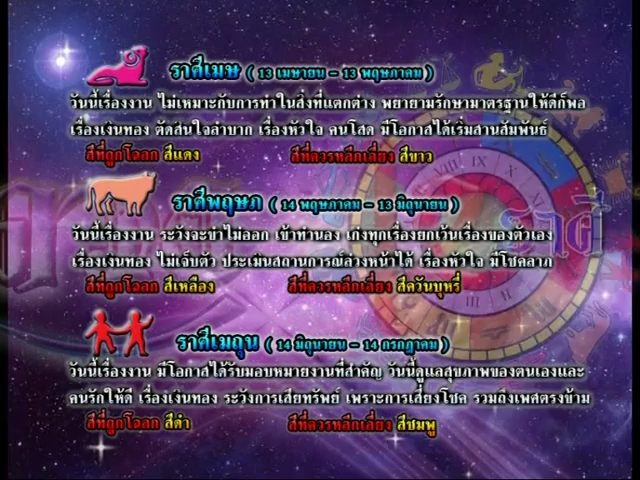 ราศีเมษ ( 13 เมษายน - 13 พฤษภาคม )
วันนี้เรื่องงาน ไม่เหมาะกับการทำในสิ่งที่แตกต่าง พยายามรักษามาตรฐานให้ดีก็พอ
เรื่องเงินทอง ตัดสินใจลำบาก เรื่องหัวใจ คนโสด มีโอกาสได้เริ่มสานสัมพันธ์
สีที่ถูกโฉลก สีแดง สีที่ควรหลีกเลี่ยง สีขาว
ราศีพฤษภ ( 14 พฤษภาคม - 13 มิถุนายน )
วันนี้เรื่องงาน ระวังจะขำไม่ออก เข้าทำนอง เก่งทุกเรื่องยกเว้นเรื่องของตัวเอง
เรื่องเงินทอง ไม่เจ็บตัว ประเมินสถานการณ์ล่วงหน้าได้ เรื่องหัวใจ มีโชคลาภ
สีที่ถูกโฉลก สีเหลือง สีที่ควรหลีกเลี่ยง สีควันบุหรี่
ราศีเมถุน ( 14 มิถุนายน - 14 กรกฎาคม )
วันนี้เรื่องงาน มีโอกาสได้รับมอบหมายงานที่สำคัญ วันนี้ดูแลสุขภาพของตนเองและ
คนรักให้ดี เรื่องเงินทอง ระวังการเสียทรัพย์ เพราะการเสี่ยงโชค รวมถึงเพศตรงข้าม
สีที่ถูกโฉลก สีดำ สีที่ควรหลีกเลี่ยง สีชมพู